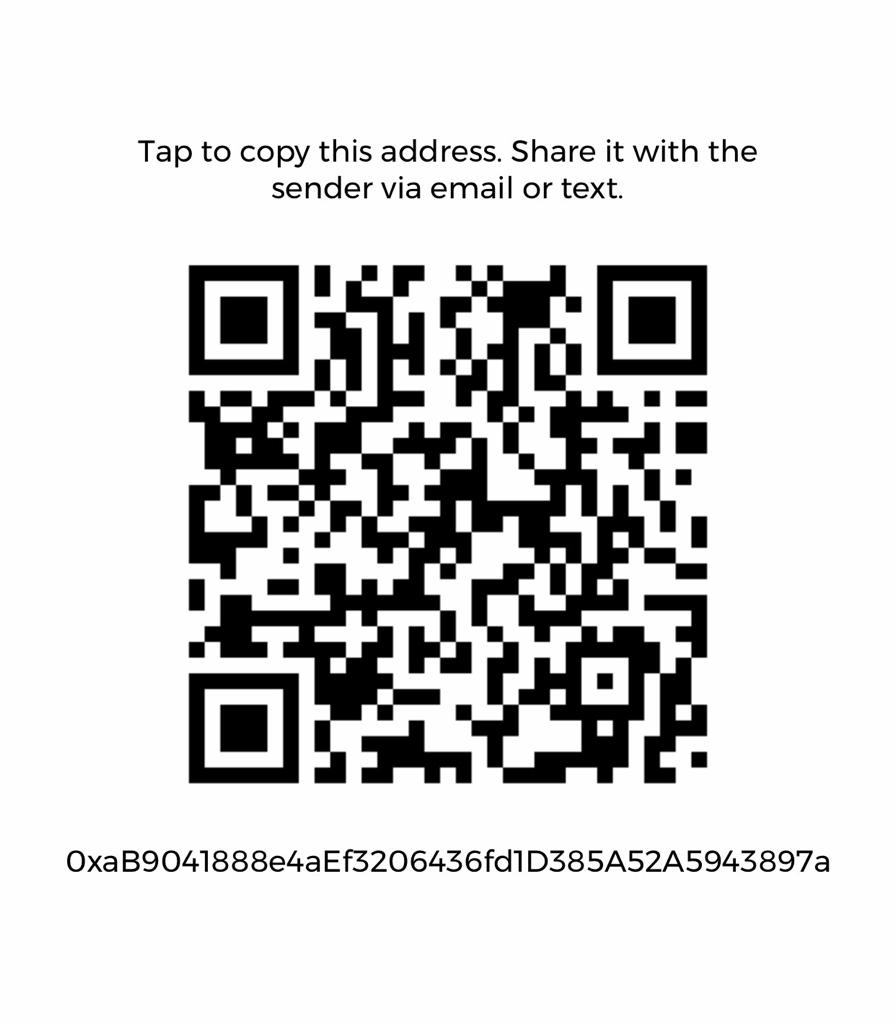 Tap to copy this address. Share it with the
sender via email or text.
0xaB9041888e4aEf3206436fd1D385A52A5943897a